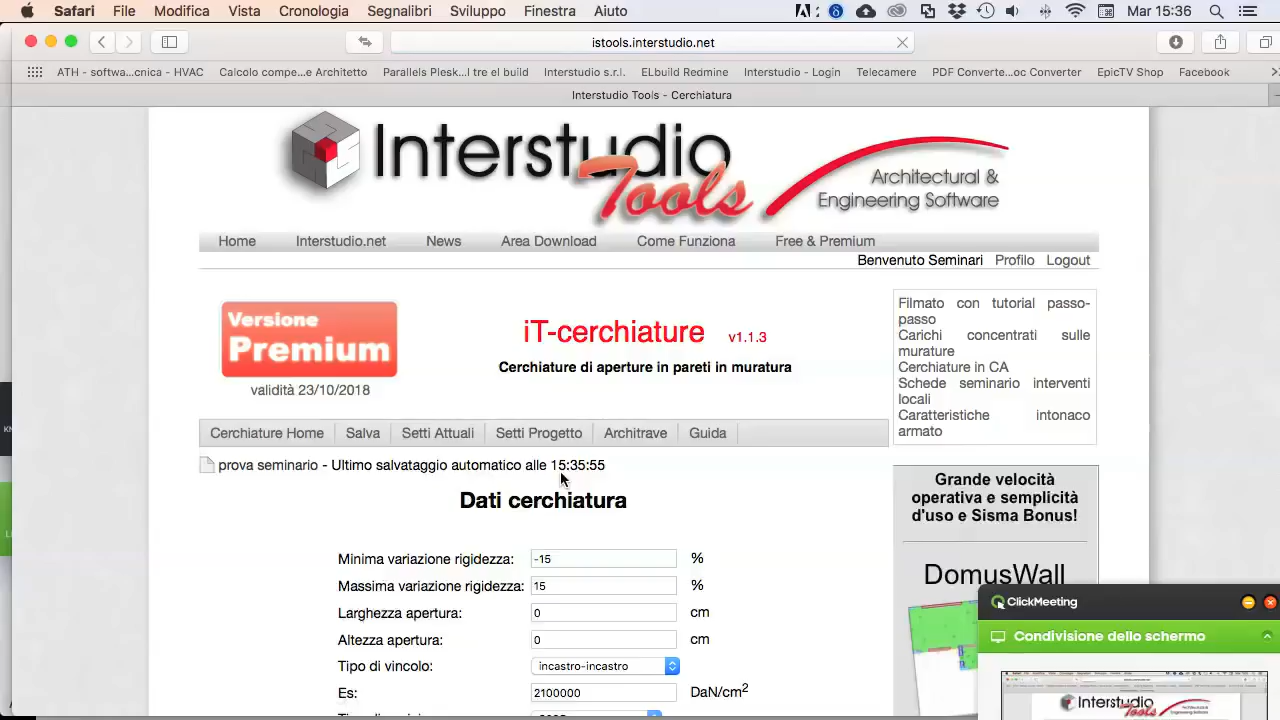 Safari File Modifica Vista Cronologia Segnalibri Sviluppo Finestra Aiuto Mar 15:36
istools.interstudio.net
ATH - softwa...cnica - HVAC Calcolo compe...e Architetto Parallels Plesk...l tre el build Interstudio s.r.l. ELbuild Redmine Interstudio - Login Telecamere PDF Converte...oc Converter EpicTV Shop Facebook
Interstudio Tools - Cerchiatura
Interstudio
Tools
Architectural &
Engineering Software
Home Interstudio.net News Area Download Come Funziona Free & Premium
Benvenuto Seminari Profilo Logout
Versione
Premium
validità 23/10/2018
iT-cerchiature v1.1.3
Cerchiature di aperture in pareti in muratura
Filmato con tutorial passo-
passo
Carichi concentrati sulle
murature
Cerchiature in CA
Schede seminario interventi
locali
Caratteristiche intonaco
armato
Cerchiature Home Salva Setti Attuali Setti Progetto Architrave Guida
prova seminario - Ultimo salvataggio automatico alle 15:35:55
Dati cerchiatura
Minima variazione rigidezza: -15 %
Massima variazione rigidezza: 15 %
Larghezza apertura: 0 cm
Altezza apertura: 0 cm
Tipo di vincolo: incastro-incastro
Es: 2100000 DaN/cm²
Grande velocità
operativa e semplicità
d'uso e Sisma Bonus!
DomusWall
ClickMeeting
Condivisione dello schermo